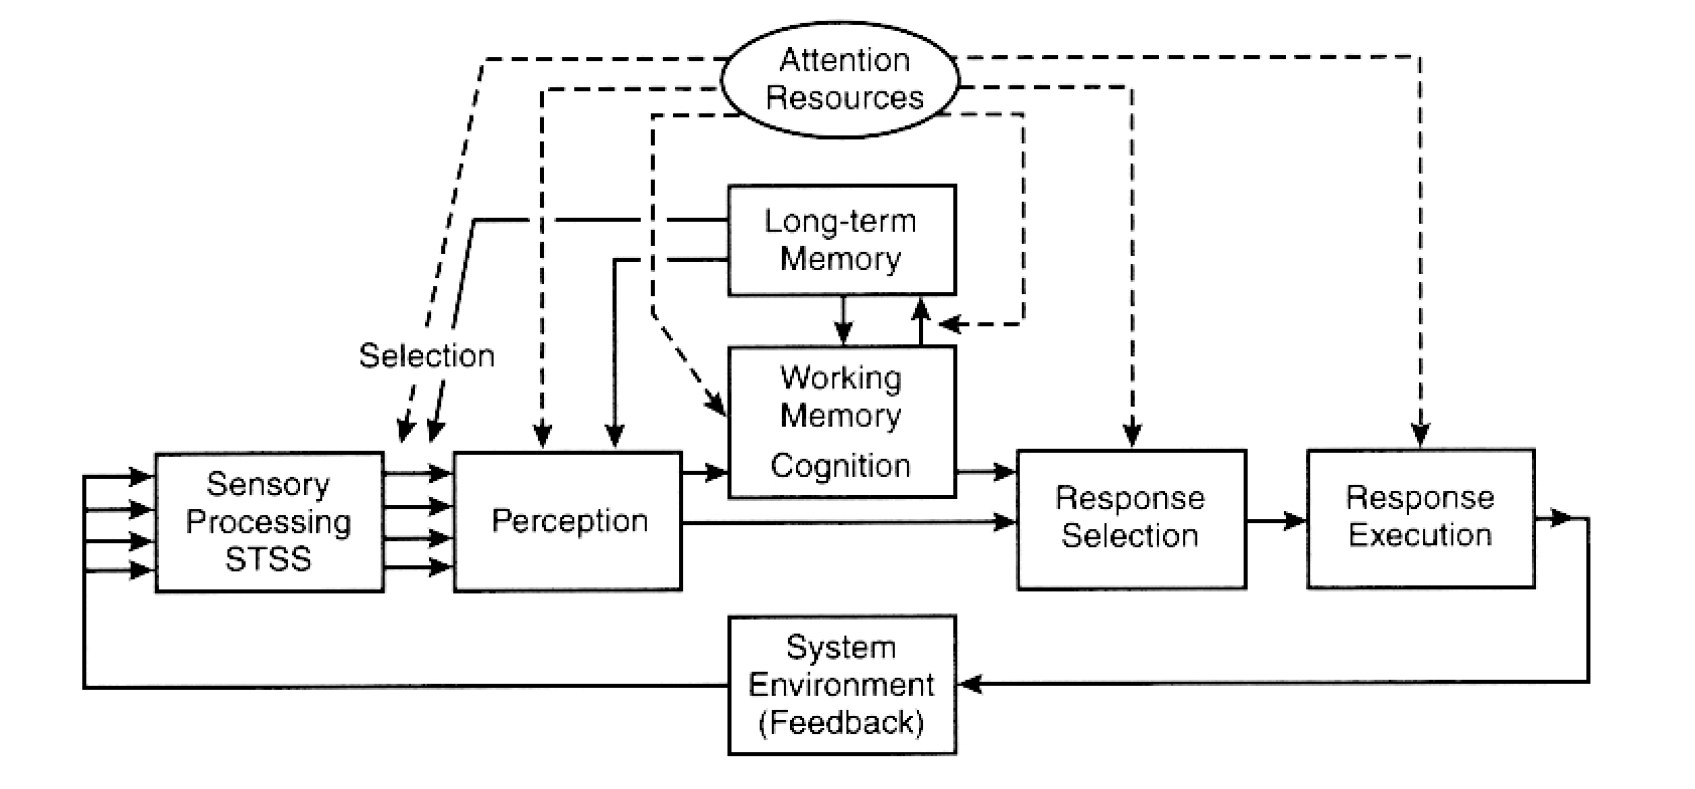 Attention
Resources
Long-term
Memory
Selection
Working
Memory
Cognition
Sensory
Processing
STSS
Perception
Response
Selection
Response
Execution
System
Environment
(Feedback)